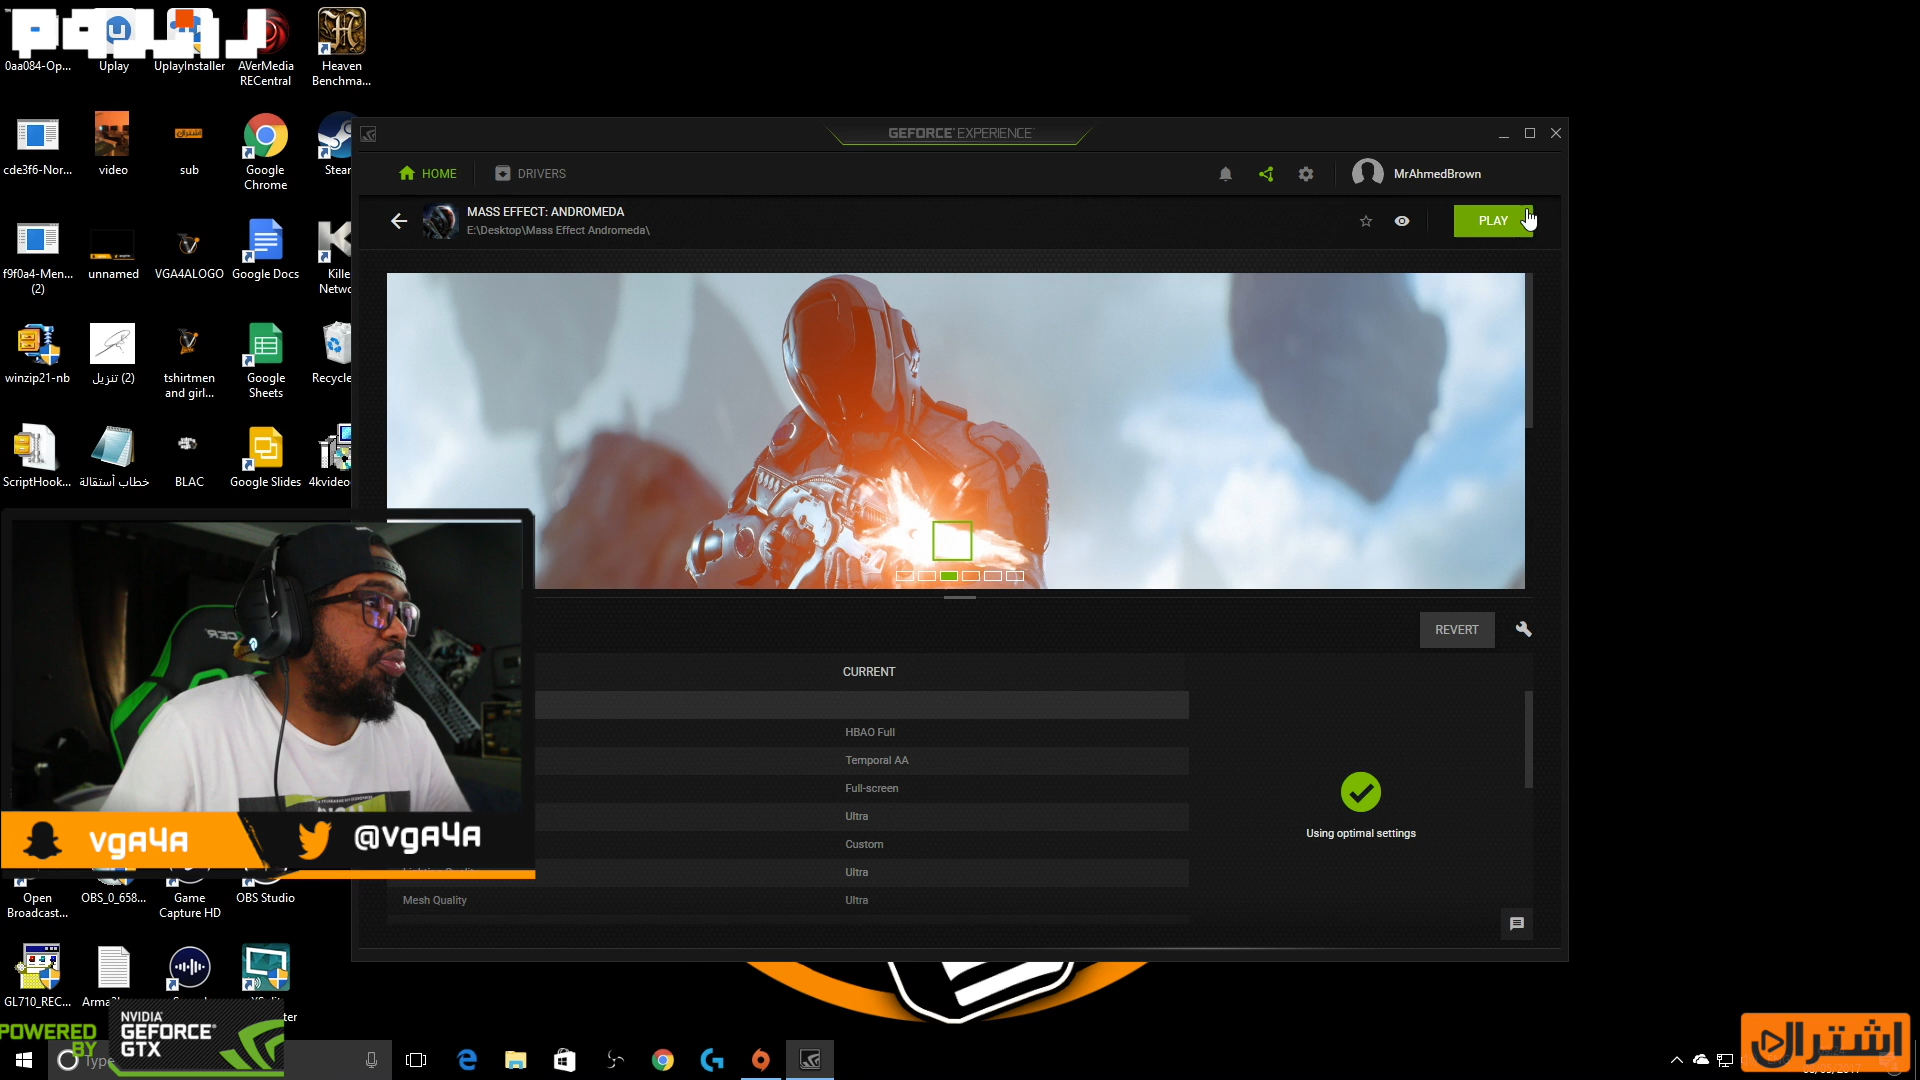 راندوم
0aa084-Op...
Uplay
UplayInstaller
AVerMedia
RECentral
Heaven
Benchma...
cde3f6-Nor...
video
sub
Google
Chrome
f9f0a4-Men...
(2)
unnamed
VGA4ALOGO
Google Docs
winzip21-nb
تنزيل (2)
tshirtmen
and girl...
Google
Sheets
ScriptHook...
خطاب أستقالة
BLAC
Google Slides
GEFORCE EXPERIENCE
HOME
DRIVERS
MrAhmedBrown
MASS EFFECT: ANDROMEDA
E:\Desktop\Mass Effect Andromeda\
PLAY
REVERT
CURRENT
HBAO Full
Temporal AA
Full-screen
Ultra
Custom
Ultra
Mesh Quality
Ultra
Using optimal settings
vgA4A
@vgA4A
Open
Broadcast...
OBS_0_658...
Game
Capture HD
OBS Studio
GL710_REC...
POWERED
BY
NVIDIA
GEFORCE
GTX
اشتراك